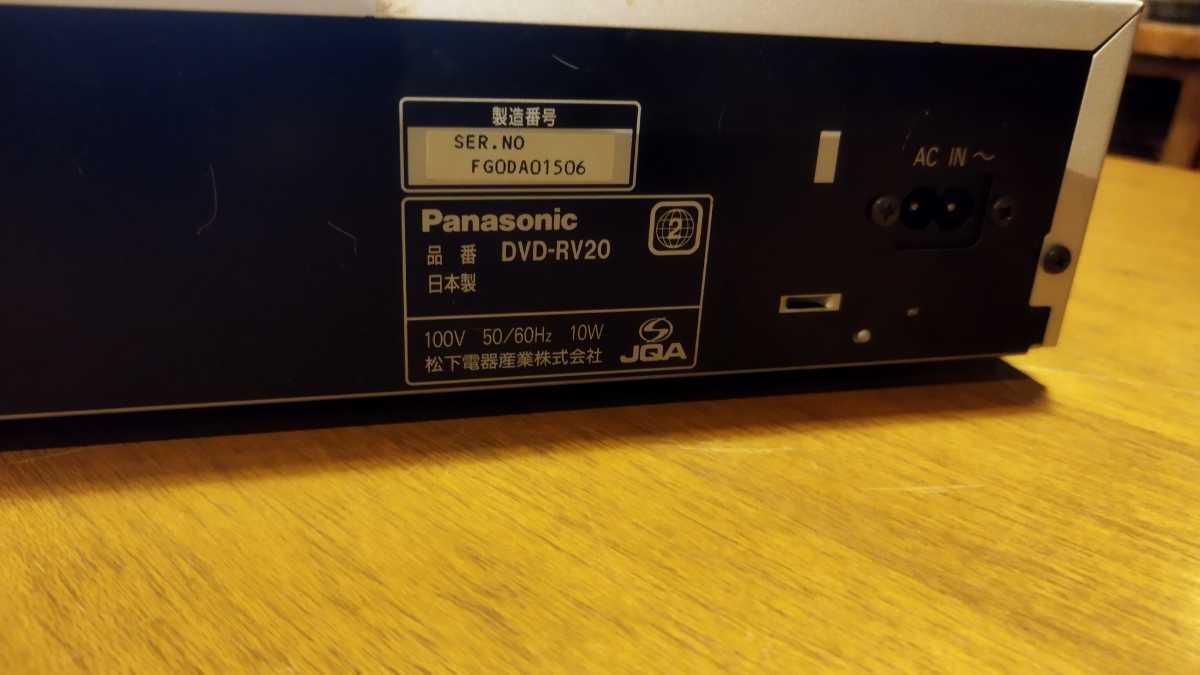 製造番号
SER.NO
FG0DA01506
Panasonic
2
品番 DVD-RV20
日本製
100V 50/60Hz 10W
松下電器産業株式会社
JQA
AC IN ~